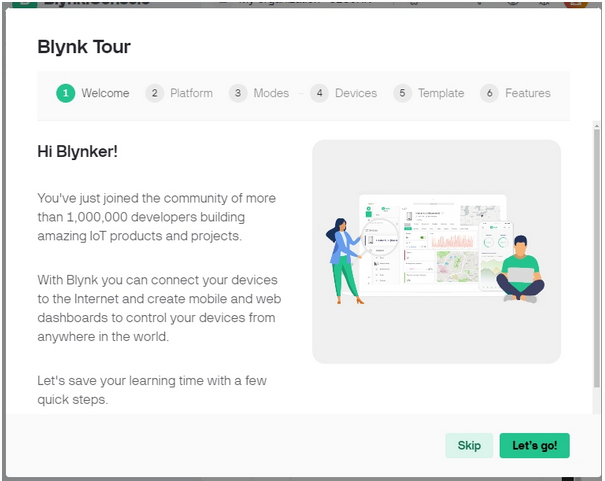 Blynk Tour
1 Welcome 2 Platform 3 Modes 4 Devices 5 Template 6 Features
Hi Blynker!
You've just joined the community of more
than 1,000,000 developers building
amazing IoT products and projects.
With Blynk you can connect your devices
to the Internet and create mobile and web
dashboards to control your devices from
anywhere in the world.
Let's save your learning time with a few
quick steps.
Skip Let's go!